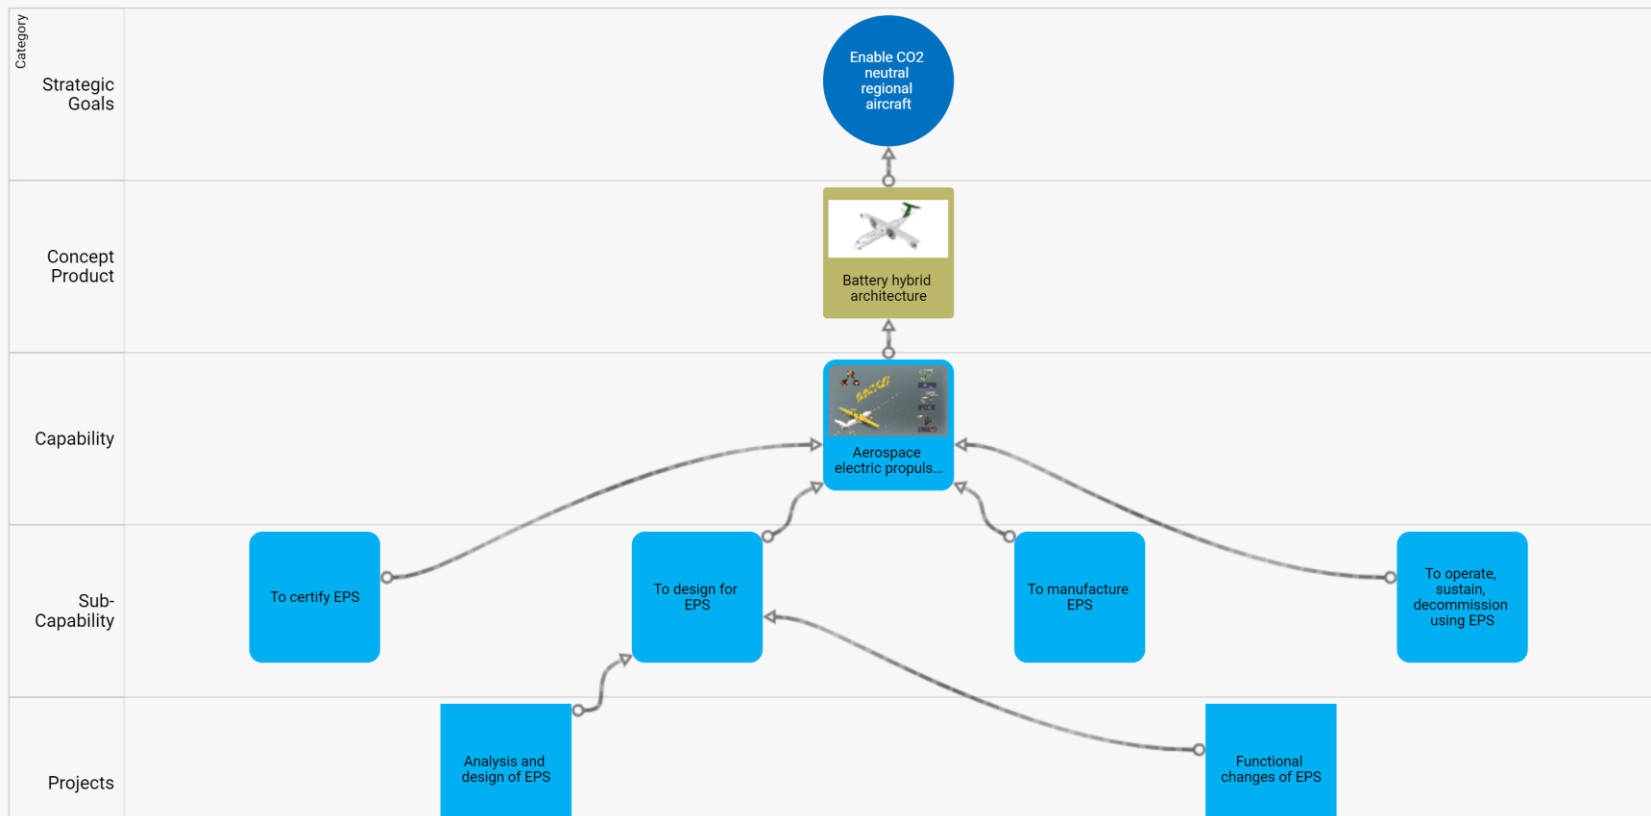 Category
Strategic
Goals
Enable CO2
neutral
regional
aircraft
Concept
Product
Battery hybrid
architecture
Capability
Aerospace
electric propuls...
Sub-
Capability
To certify EPS
To design for
EPS
To manufacture
EPS
To operate,
sustain,
decommission
using EPS
Projects
Analysis and
design of EPS
Functional
changes of EPS